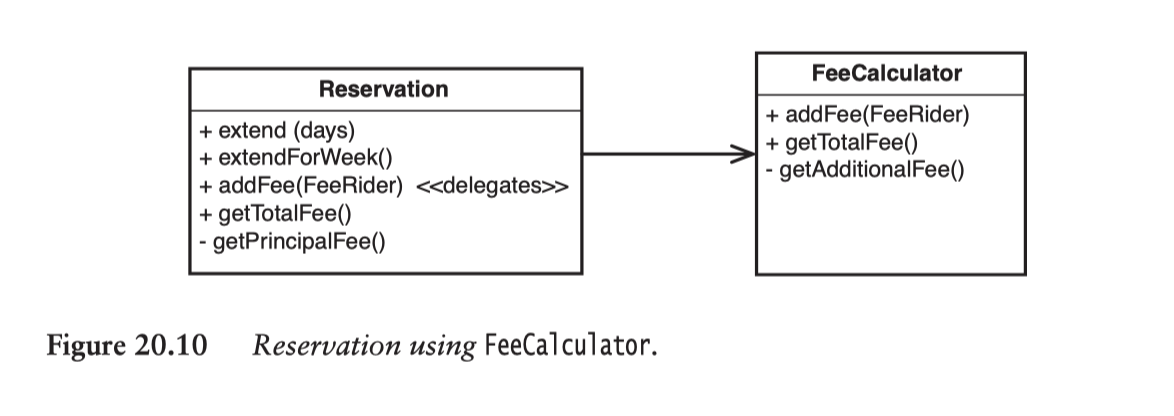 Reservation
+ extend (days)
+ extendForWeek()
+ addFee(FeeRider) <<delegates>>
+ getTotalFee()
- getPrincipalFee()
FeeCalculator
+ addFee(FeeRider)
+ getTotalFee()
- getAdditionalFee()
Figure 20.10 Reservation using FeeCalculator.